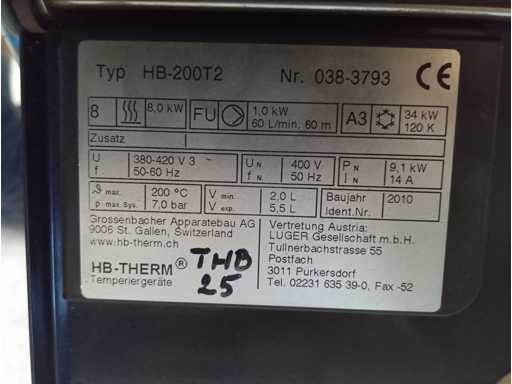 Typ HB-200T2 Nr. 038-3793 CE
8 8,0 kW FU 1,0 kW 60 L/min, 60 m A3 34 kW 120 K
Zusatz
U f 380-420 V 3 50-60 Hz U N f N 400 V 50 Hz P N I N 9,1 kW 14 A
ϑ max. p max. Sys. 200 °C 7,0 bar V min. V exp. 2,0 L 5,5 L Baujahr 2010 Ident.Nr.
Grossenbacher Apparatebau AG
9006 St. Gallen, Switzerland
www.hb-therm.ch
HB-THERM®
Temperiergeräte
THB
25
Vertretung Austria:
LUGER Gesellschaft m.b.H.
Tullnerbachstrasse 55
Postfach
3011 Purkersdorf
Tel. 02231 635 39-0, Fax -52